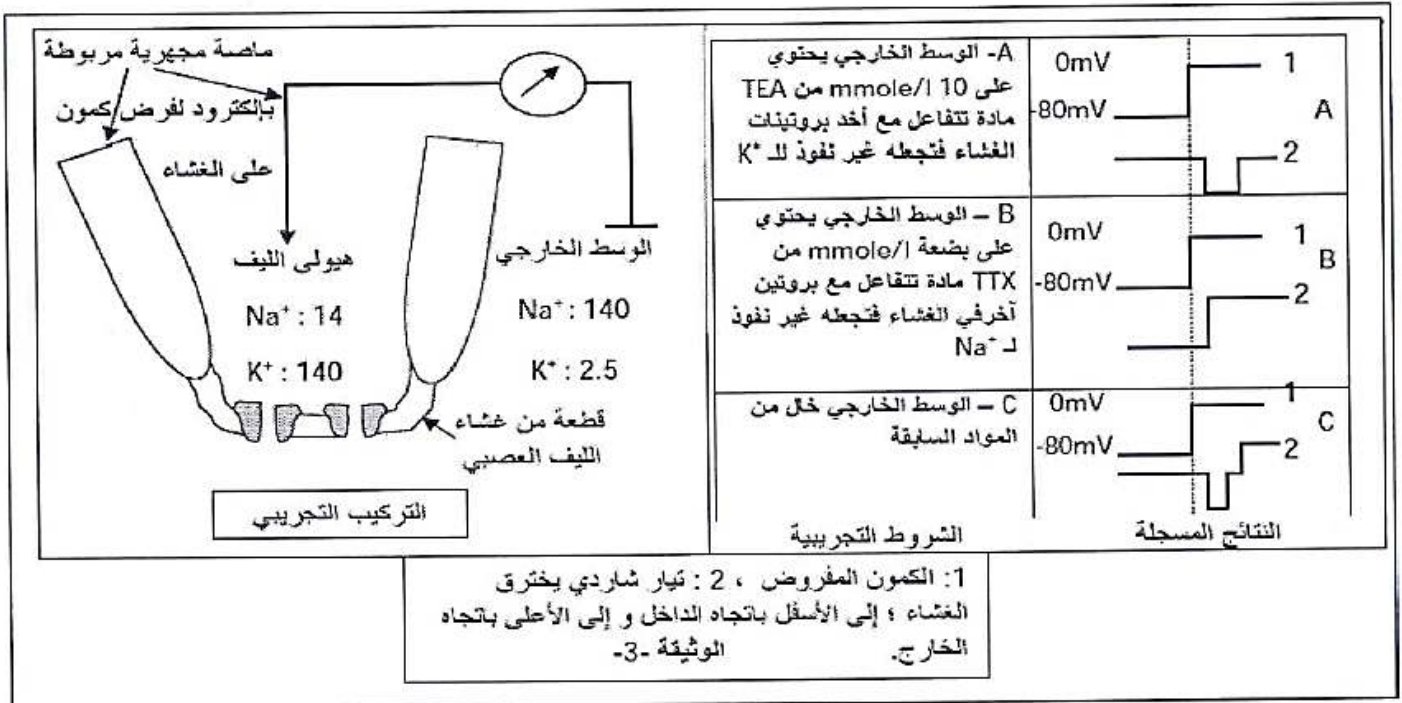 ماصة مجهرية مربوطة
بإلكترود لفرض كمون
على الغشاء
هيولى الليف
الوسط الخارجي
Na⁺ : 14
Na⁺ : 140
K⁺ : 140
K⁺ : 2.5
قطعة من غشاء
الليف العصبي
التركيب التجريبي
A- الوسط الخارجي يحتوي
على 10 mmole/l من TEA
مادة تتفاعل مع أخد بروتينات
الغشاء فتجعله غير نفوذ للـ K⁺
0mV
1
-80mV
A
2
B – الوسط الخارجي يحتوي
على بضعة mmole/l من
TTX مادة تتفاعل مع بروتين
آخرفي الغشاء فتجعله غير نفوذ
لـ Na⁺
0mV
1
B
-80mV
2
C – الوسط الخارجي خال من
المواد السابقة
0mV
1
C
-80mV
2
الشروط التجريبية
النتائج المسجلة
1: الكمون المفروض ، 2 : تيار شاردي يخترق
الغشاء ؛ إلى الأسفل باتجاه الداخل و إلى الأعلى باتجاه
الخارج. الوثيقة -3-